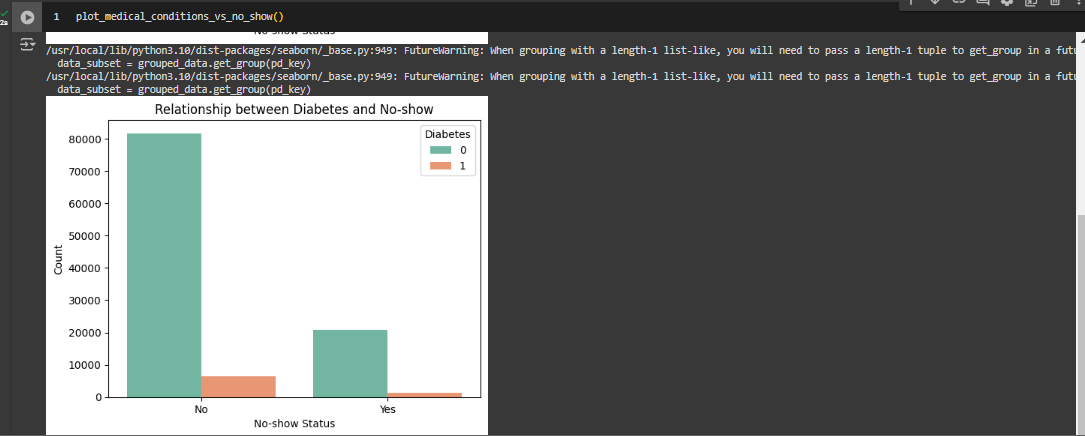 2s
1 plot_medical_conditions_vs_no_show()
No-show Status
/usr/local/lib/python3.10/dist-packages/seaborn/_base.py:949: FutureWarning: When grouping with a length-1 list-like, you will need to pass a length-1 tuple to get_group in a futu
data_subset = grouped_data.get_group(pd_key)
/usr/local/lib/python3.10/dist-packages/seaborn/_base.py:949: FutureWarning: When grouping with a length-1 list-like, you will need to pass a length-1 tuple to get_group in a futu
data_subset = grouped_data.get_group(pd_key)
Relationship between Diabetes and No-show
Diabetes
0
1
80000
70000
60000
50000
40000
30000
20000
10000
0
Count
No
Yes
No-show Status